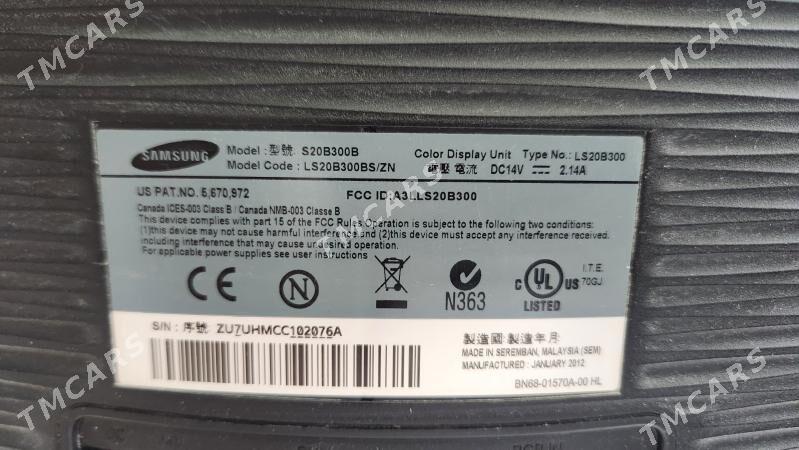 SAMSUNG
Model : 型號 S20B300B
Model Code : LS20B300BS/ZN
Color Display Unit Type No.: LS20B300
電壓 電流 DC14V 2.14A
US PAT.NO. 5,670,972
FCC ID:A3LLS20B300
Canada ICES-003 Class B / Canada NMB-003 Classe B
This device complies with part 15 of the FCC Rules Operation is subject to the following two conditions:
(1)this device may not cause harmful interference,and (2)this device must accept any interference received.
including interference that may cause undesired operation.
For applicable power supplies see user instructions
CE
N
N363
C UL US
LISTED
I.T.E.
70GJ
S/N : 序號 ZU7UHMCC102076A
製造國·製造年月
MADE IN SEREMBAN, MALAYSIA (SEM)
MANUFACTURED : JANUARY 2012
BN68-01570A-00 HL
TMCARS
TMCARS
TMCARS
TMCARS
TMCARS